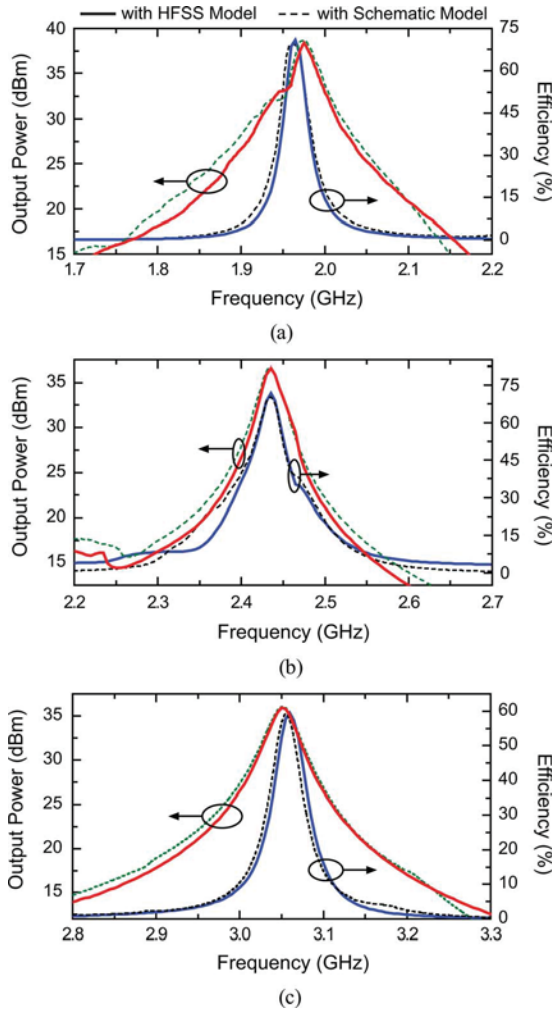 with HFSS Model with Schematic Model
40 75
35 60
30 45
25 30
20 15
15 0
Output Power (dBm)
Efficiency (%)
1.7 1.8 1.9 2.0 2.1 2.2
Frequency (GHz)
(a)
35 75
30 60
25 45
20 30
15 15
0
Output Power (dBm)
Efficiency (%)
2.2 2.3 2.4 2.5 2.6 2.7
Frequency (GHz)
(b)
35 60
30 50
25 40
20 30
15 20
10
0
Output Power (dBm)
Efficiency (%)
2.8 2.9 3.0 3.1 3.2 3.3
Frequency (GHz)
(c)